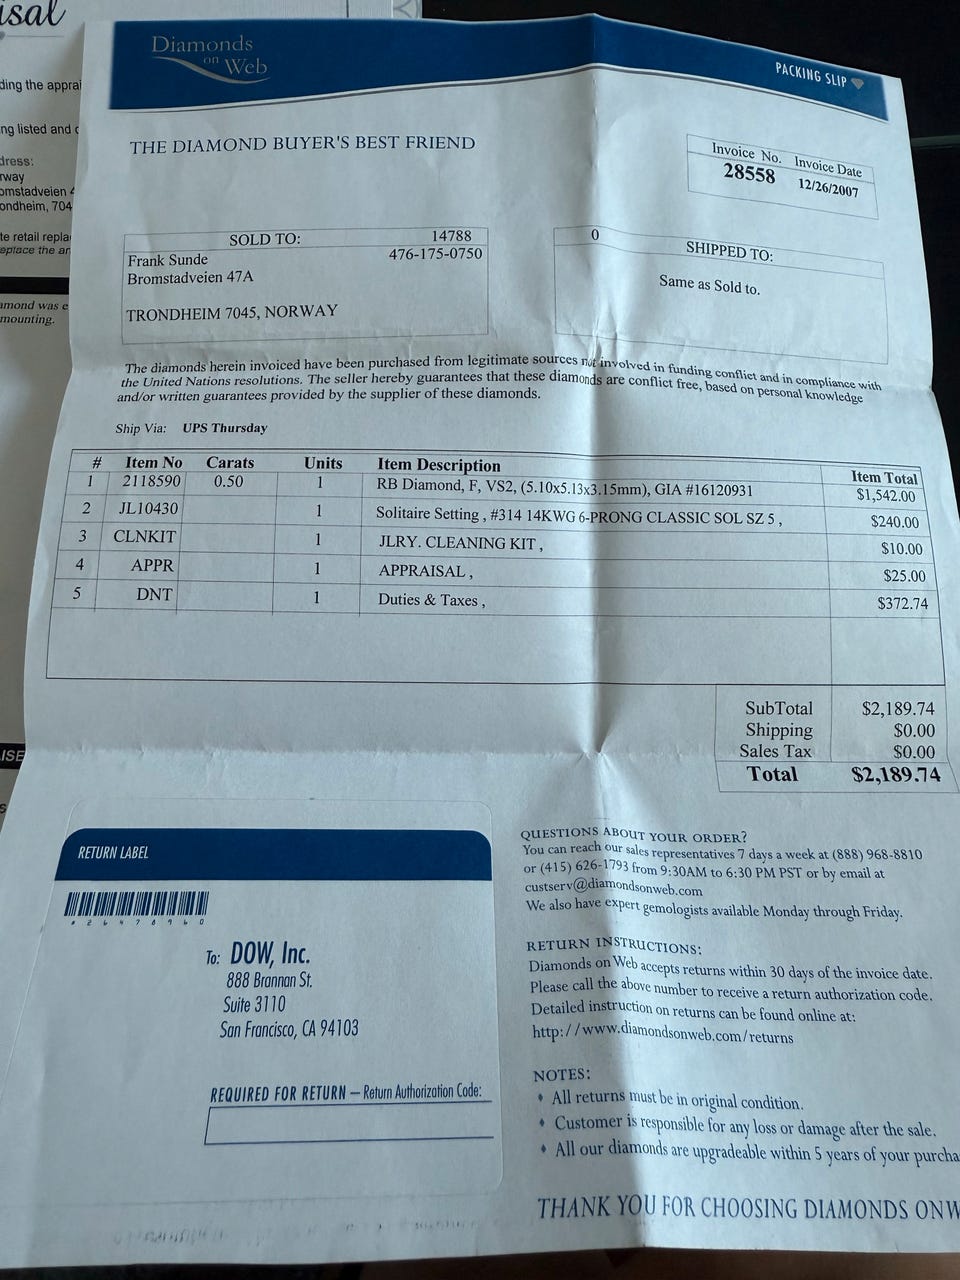 isal
ding the apprai
ng listed and c
dress:
rway
omstadveien 4
ondheim, 704
te retail repla
eplace the ar
amond was e
mounting.
AISE
Diamonds
on
Web
PACKING SLIP
THE DIAMOND BUYER'S BEST FRIEND
Invoice No. Invoice Date
28558 12/26/2007
SOLD TO: 14788
Frank Sunde 476-175-0750
Bromstadveien 47A
TRONDHEIM 7045, NORWAY
0 SHIPPED TO:
Same as Sold to.
The diamonds herein invoiced have been purchased from legitimate sources not involved in funding conflict and in compliance with
the United Nations resolutions. The seller hereby guarantees that these diamonds are conflict free, based on personal knowledge
and/or written guarantees provided by the supplier of these diamonds.
Ship Via: UPS Thursday
# Item No Carats Units Item Description Item Total
1 2118590 0.50 1 RB Diamond, F, VS2, (5.10x5.13x3.15mm), GIA #16120931 $1,542.00
2 JL10430 1 Solitaire Setting , #314 14KWG 6-PRONG CLASSIC SOL SZ 5 , $240.00
3 CLNKIT 1 JLRY. CLEANING KIT , $10.00
4 APPR 1 APPRAISAL , $25.00
5 DNT 1 Duties & Taxes , $372.74
SubTotal $2,189.74
Shipping $0.00
Sales Tax $0.00
Total $2,189.74
RETURN LABEL
* 2 6 4 7 8 9 6 0
To: DOW, Inc.
888 Brannan St.
Suite 3110
San Francisco, CA 94103
REQUIRED FOR RETURN — Return Authorization Code:
QUESTIONS ABOUT YOUR ORDER?
You can reach our sales representatives 7 days a week at (888) 968-8810
or (415) 626-1793 from 9:30AM to 6:30 PM PST or by email at
custserv@diamondsonweb.com
We also have expert gemologists available Monday through Friday.
RETURN INSTRUCTIONS:
Diamonds on Web accepts returns within 30 days of the invoice date.
Please call the above number to receive a return authorization code.
Detailed instruction on returns can be found online at:
http://www.diamondsonweb.com/returns
NOTES:
♦ All returns must be in original condition.
♦ Customer is responsible for any loss or damage after the sale.
♦ All our diamonds are upgradeable within 5 years of your purcha
THANK YOU FOR CHOOSING DIAMONDS ONW